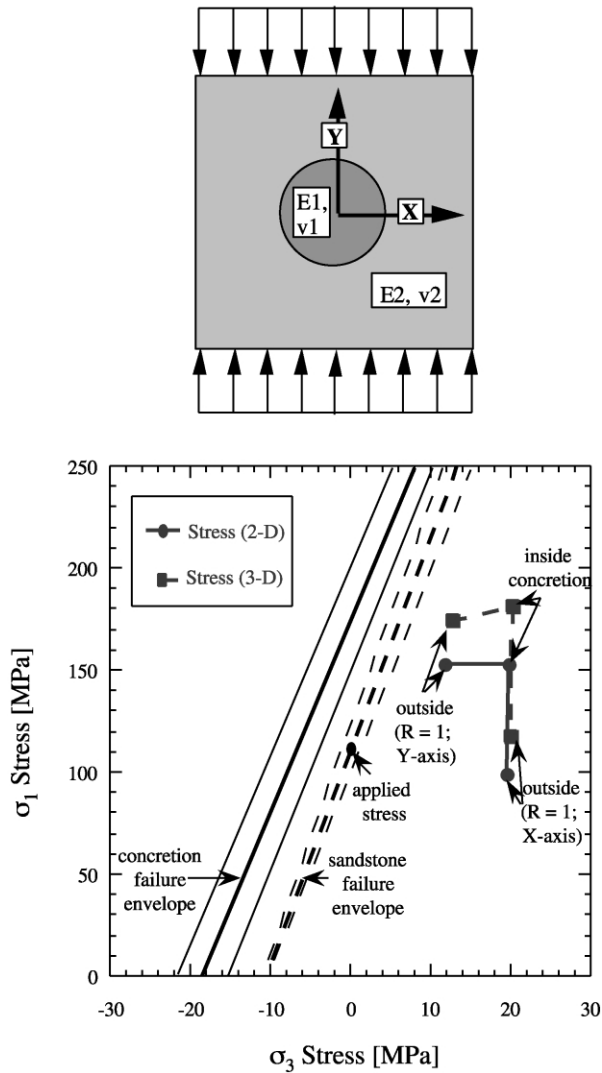 Y
E1,
v1
X
E2, v2
250
200
150
100
50
0
σ1 Stress [MPa]
Stress (2-D)
Stress (3-D)
inside
concretion
outside
(R = 1;
Y-axis)
applied
stress
outside
(R = 1;
X-axis)
concretion
failure
envelope
sandstone
failure
envelope
-30
-20
-10
0
10
20
30
σ3 Stress [MPa]